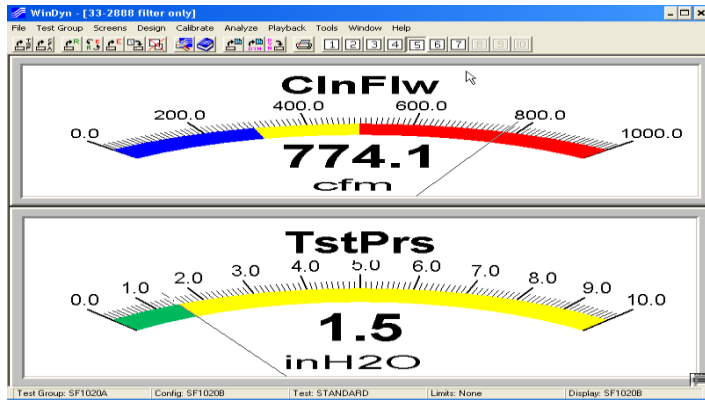 WinDyn - [33-2888 filter only]
File Test Group Screens Design Calibrate Analyze Playback Tools Window Help
1 2 3 4 5 6 7 8 9 10
ClnFlw
0.0 200.0 400.0 600.0 800.0 1000.0
774.1
cfm
TstPrs
0.0 1.0 2.0 3.0 4.0 5.0 6.0 7.0 8.0 9.0 10.0
1.5
inH2O
Test Group: SF1020A Config: SF1020B Test: STANDARD Limits: None Display: SF1020B